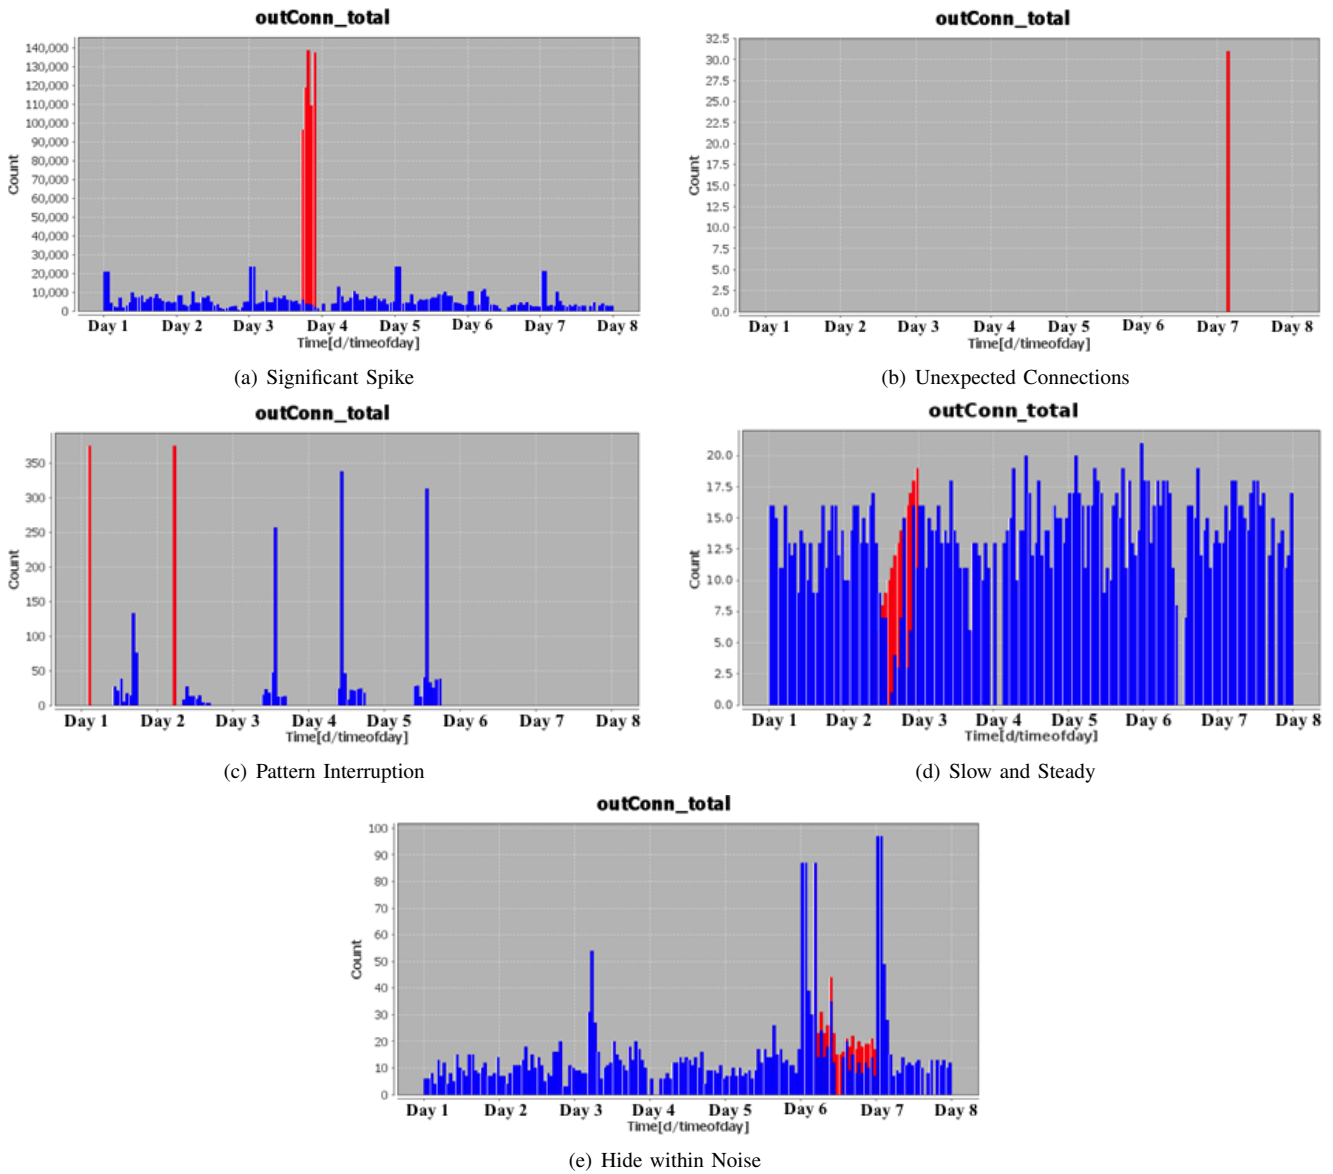 outConn_total
140,000
130,000
120,000
110,000
100,000
90,000
80,000
70,000
60,000
50,000
40,000
30,000
20,000
10,000
0
Count
Day 1 Day 2 Day 3 Day 4 Day 5 Day 6 Day 7 Day 8
Time[d/timeofday]
(a) Significant Spike
outConn_total
32.5
30.0
27.5
25.0
22.5
20.0
17.5
15.0
12.5
10.0
7.5
5.0
2.5
0.0
Count
Day 1 Day 2 Day 3 Day 4 Day 5 Day 6 Day 7 Day 8
Time[d/timeofday]
(b) Unexpected Connections
outConn_total
350
300
250
200
150
100
50
0
Count
Day 1 Day 2 Day 3 Day 4 Day 5 Day 6 Day 7 Day 8
Time[d/timeofday]
(c) Pattern Interruption
outConn_total
20.0
17.5
15.0
12.5
10.0
7.5
5.0
2.5
0.0
Count
Day 1 Day 2 Day 3 Day 4 Day 5 Day 6 Day 7 Day 8
Time[d/timeofday]
(d) Slow and Steady
outConn_total
100
90
80
70
60
50
40
30
20
10
0
Count
Day 1 Day 2 Day 3 Day 4 Day 5 Day 6 Day 7 Day 8
Time[d/timeofday]
(e) Hide within Noise